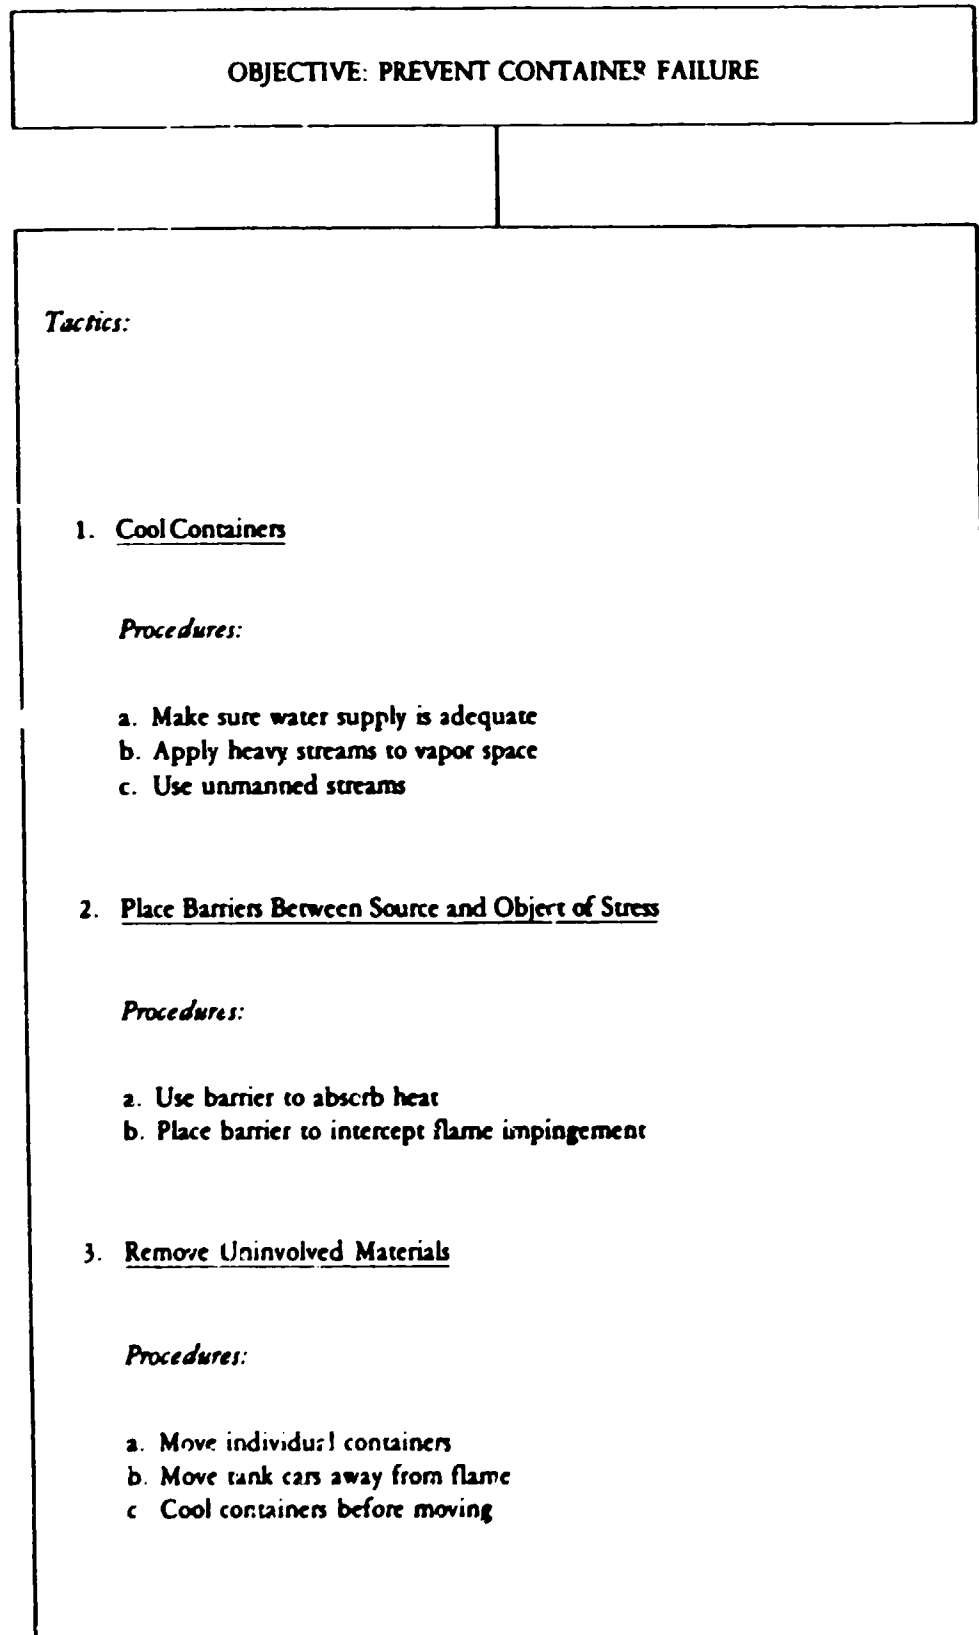 OBJECTIVE: PREVENT CONTAINER FAILURE
Tactics:
1. Cool Containers
Procedures:
a. Make sure water supply is adequate
b. Apply heavy streams to vapor space
c. Use unmanned streams
2. Place Barriers Between Source and Object of Stress
Procedures:
a. Use barrier to absorb heat
b. Place barrier to intercept flame impingement
3. Remove Uninvolved Materials
Procedures:
a. Move individual containers
b. Move tank cars away from flame
c Cool containers before moving